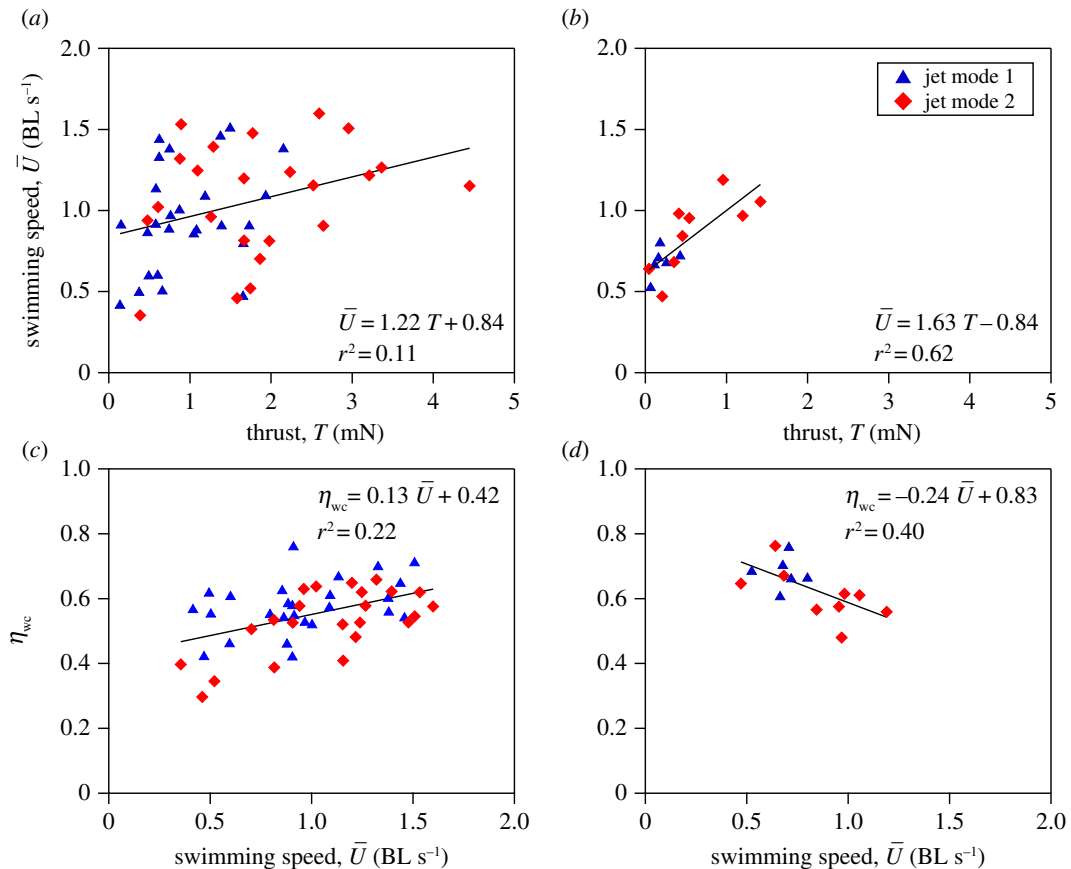 (a)
2.0
1.5
1.0
0.5
0
swimming speed, U̅ (BL s⁻¹)
U̅ = 1.22 T + 0.84
r² = 0.11
0 1 2 3 4 5
thrust, T (mN)
(b)
2.0
1.5
1.0
0.5
0
jet mode 1
jet mode 2
U̅ = 1.63 T – 0.84
r² = 0.62
0 1 2 3 4 5
thrust, T (mN)
(c)
1.0
0.8
0.6
0.4
0.2
0
η_wc
η_wc = 0.13 U̅ + 0.42
r² = 0.22
0 0.5 1.0 1.5 2.0
swimming speed, U̅ (BL s⁻¹)
(d)
1.0
0.8
0.6
0.4
0.2
0
η_wc = –0.24 U̅ + 0.83
r² = 0.40
0 0.5 1.0 1.5 2.0
swimming speed, U̅ (BL s⁻¹)